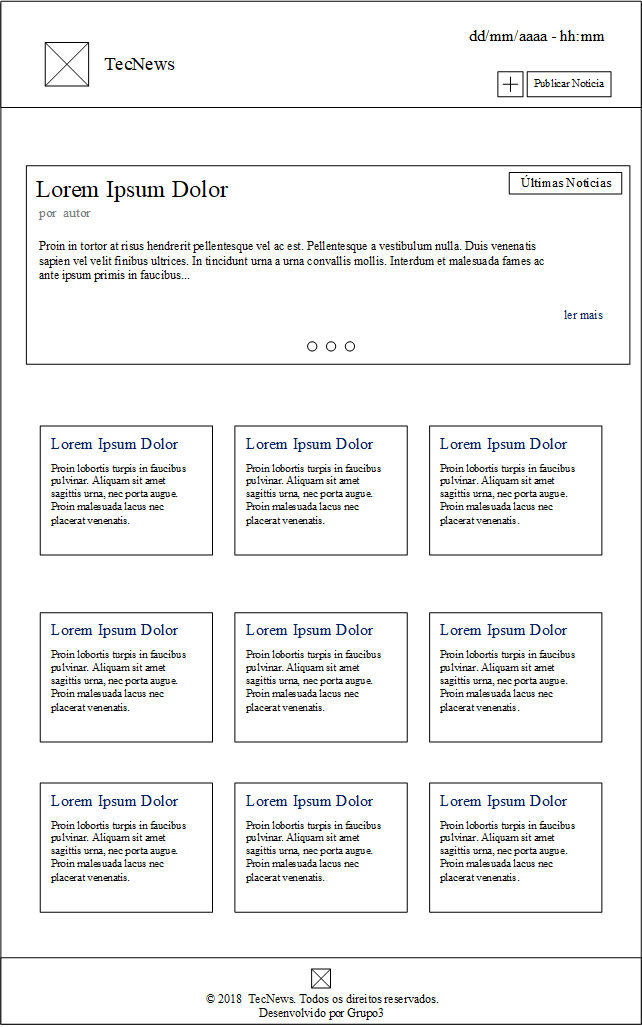 dd/mm/aaaa - hh:mm
TecNews
Publicar Noticia
Últimas Noticias
Lorem Ipsum Dolor
por autor
Proin in tortor at risus hendrerit pellentesque vel ac est. Pellentesque a vestibulum nulla. Duis venenatis
sapien vel velit finibus ultrices. In tincidunt urna a urna convallis mollis. Interdum et malesuada fames ac
ante ipsum primis in faucibus...
ler mais
Lorem Ipsum Dolor
Proin lobortis turpis in faucibus
pulvinar. Aliquam sit amet
sagittis urna, nec porta augue.
Proin malesuada lacus nec
placerat venenatis.
Lorem Ipsum Dolor
Proin lobortis turpis in faucibus
pulvinar. Aliquam sit amet
sagittis urna, nec porta augue.
Proin malesuada lacus nec
placerat venenatis.
Lorem Ipsum Dolor
Proin lobortis turpis in faucibus
pulvinar. Aliquam sit amet
sagittis urna, nec porta augue.
Proin malesuada lacus nec
placerat venenatis.
Lorem Ipsum Dolor
Proin lobortis turpis in faucibus
pulvinar. Aliquam sit amet
sagittis urna, nec porta augue.
Proin malesuada lacus nec
placerat venenatis.
Lorem Ipsum Dolor
Proin lobortis turpis in faucibus
pulvinar. Aliquam sit amet
sagittis urna, nec porta augue.
Proin malesuada lacus nec
placerat venenatis.
Lorem Ipsum Dolor
Proin lobortis turpis in faucibus
pulvinar. Aliquam sit amet
sagittis urna, nec porta augue.
Proin malesuada lacus nec
placerat venenatis.
Lorem Ipsum Dolor
Proin lobortis turpis in faucibus
pulvinar. Aliquam sit amet
sagittis urna, nec porta augue.
Proin malesuada lacus nec
placerat venenatis.
Lorem Ipsum Dolor
Proin lobortis turpis in faucibus
pulvinar. Aliquam sit amet
sagittis urna, nec porta augue.
Proin malesuada lacus nec
placerat venenatis.
Lorem Ipsum Dolor
Proin lobortis turpis in faucibus
pulvinar. Aliquam sit amet
sagittis urna, nec porta augue.
Proin malesuada lacus nec
placerat venenatis.
© 2018 TecNews. Todos os direitos reservados.
Desenvolvido por Grupo3